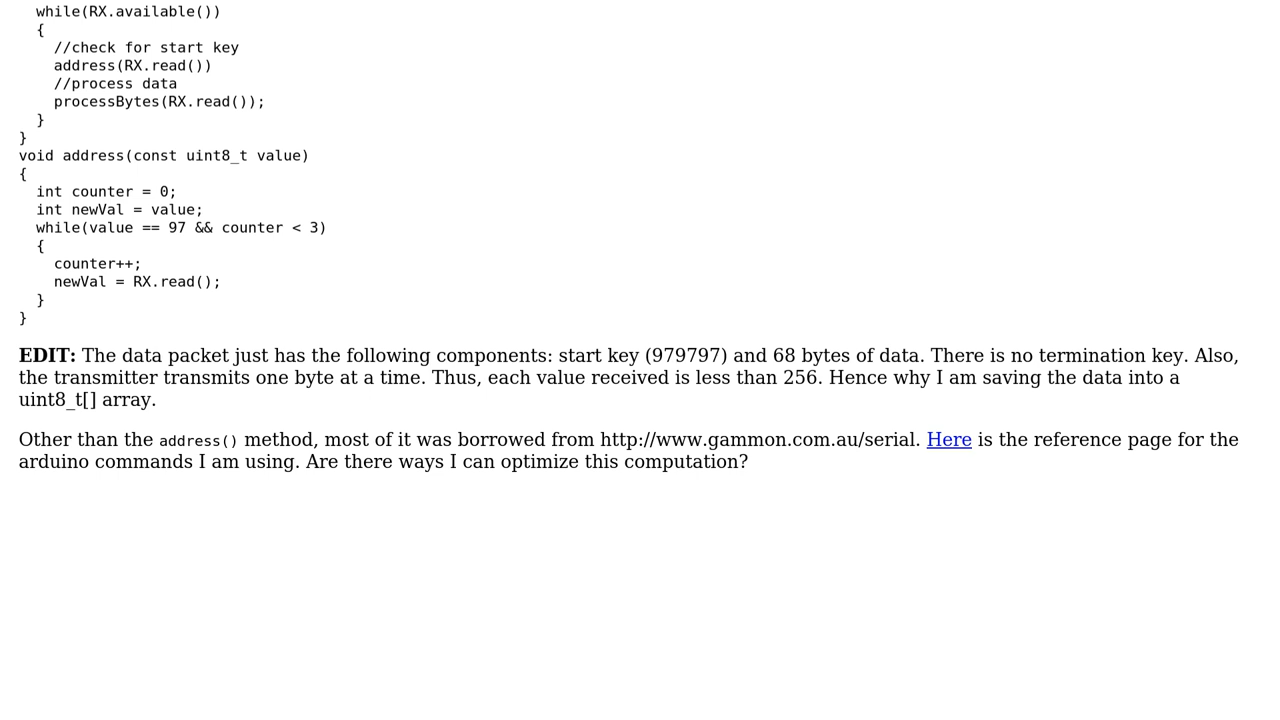 while(RX.available())
{
//check for start key
address(RX.read())
//process data
processBytes(RX.read());
}
}
void address(const uint8_t value)
{
int counter = 0;
int newVal = value;
while(value == 97 && counter < 3)
{
counter++;
newVal = RX.read();
}
}
EDIT: The data packet just has the following components: start key (979797) and 68 bytes of data. There is no termination key. Also,
the transmitter transmits one byte at a time. Thus, each value received is less than 256. Hence why I am saving the data into a
uint8_t[] array.
Other than the address() method, most of it was borrowed from http://www.gammon.com.au/serial. Here is the reference page for the
arduino commands I am using. Are there ways I can optimize this computation?